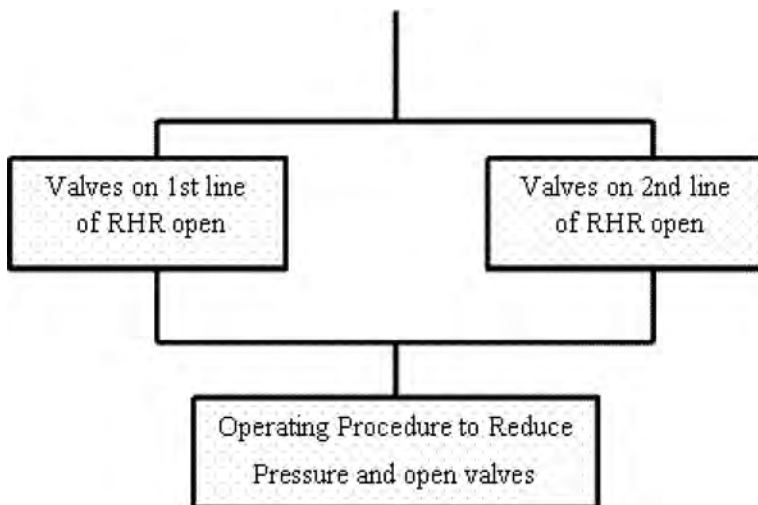 Valves on 1st line
of RHR open
Valves on 2nd line
of RHR open
Operating Procedure to Reduce
Pressure and open valves